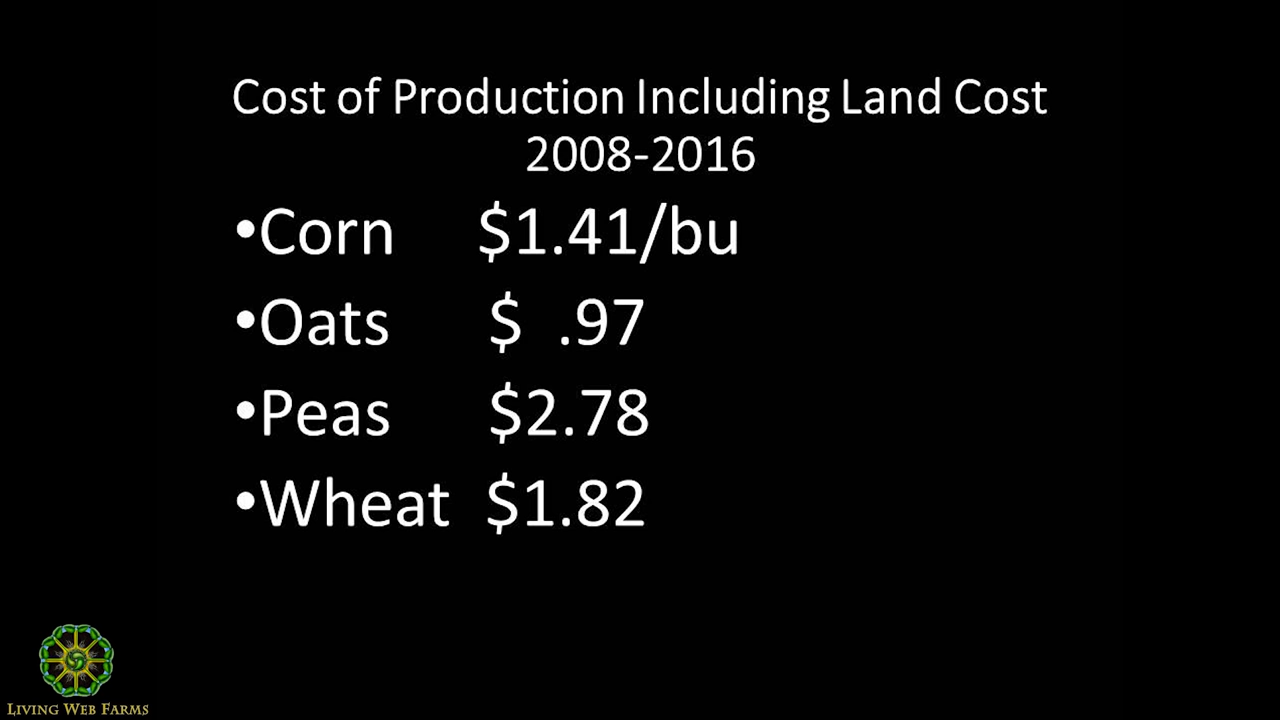 Cost of Production Including Land Cost
2008-2016
•Corn $1.41/bu
•Oats $ .97
•Peas $2.78
•Wheat $1.82
LIVING WEB FARMS